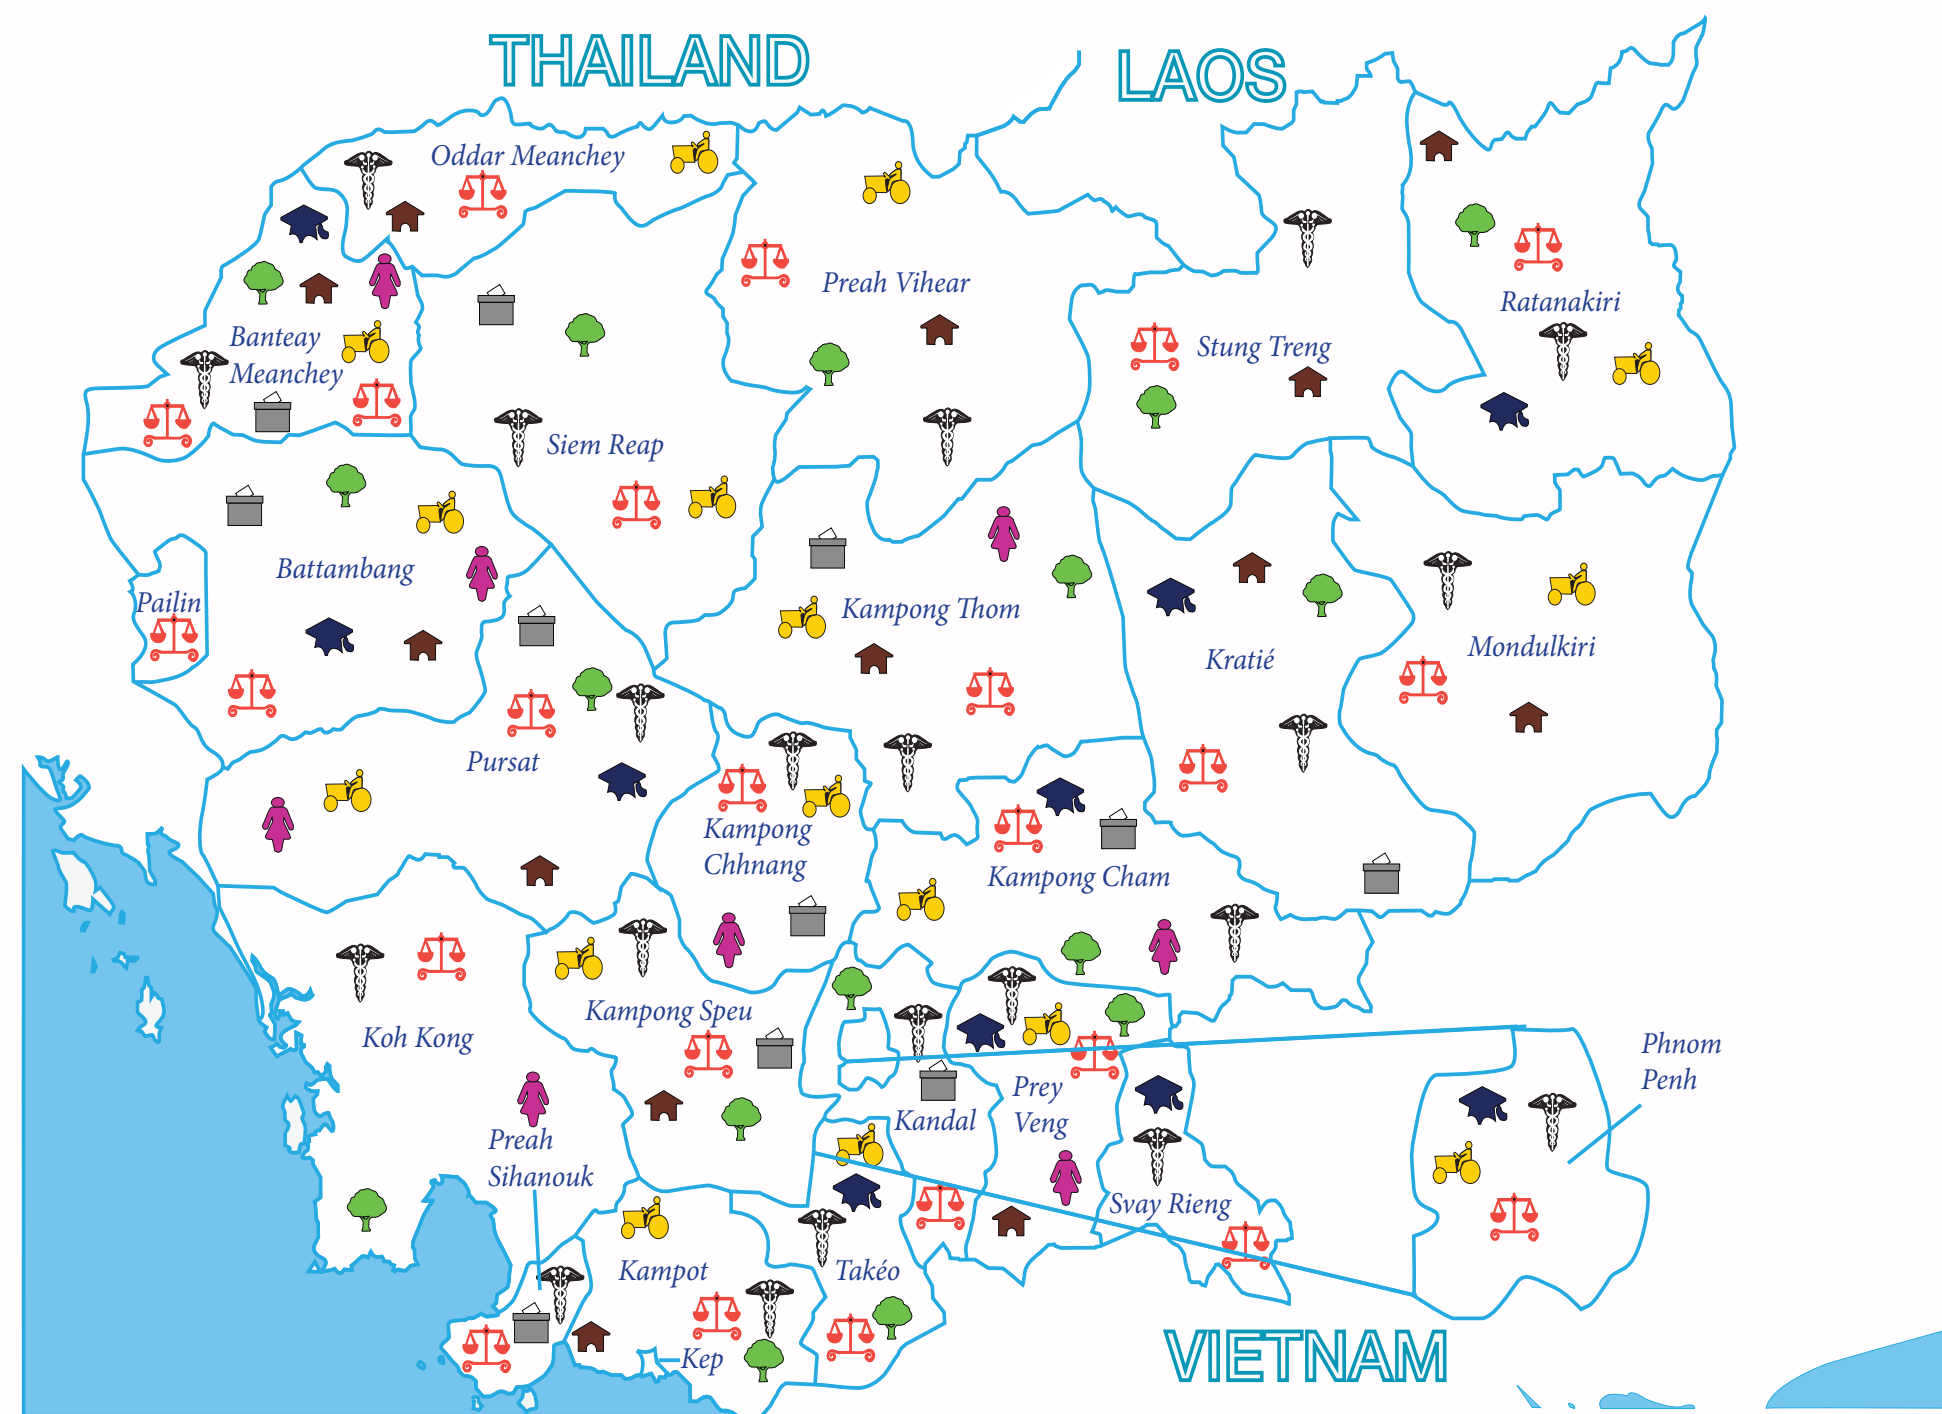 THAILAND
LAOS
Oddar Meanchey
Preah Vihear
Ratanakiri
Banteay
Meanchey
Stung Treng
Siem Reap
Battambang
Pailin
Kampong Thom
Kratié
Mondulkiri
Pursat
Kampong
Chhnang
Kampong Cham
Kampong Speu
Koh Kong
Phnom
Penh
Prey
Veng
Kandal
Preah
Sihanouk
Svay Rieng
Kampot
Takéo
Kep
VIETNAM